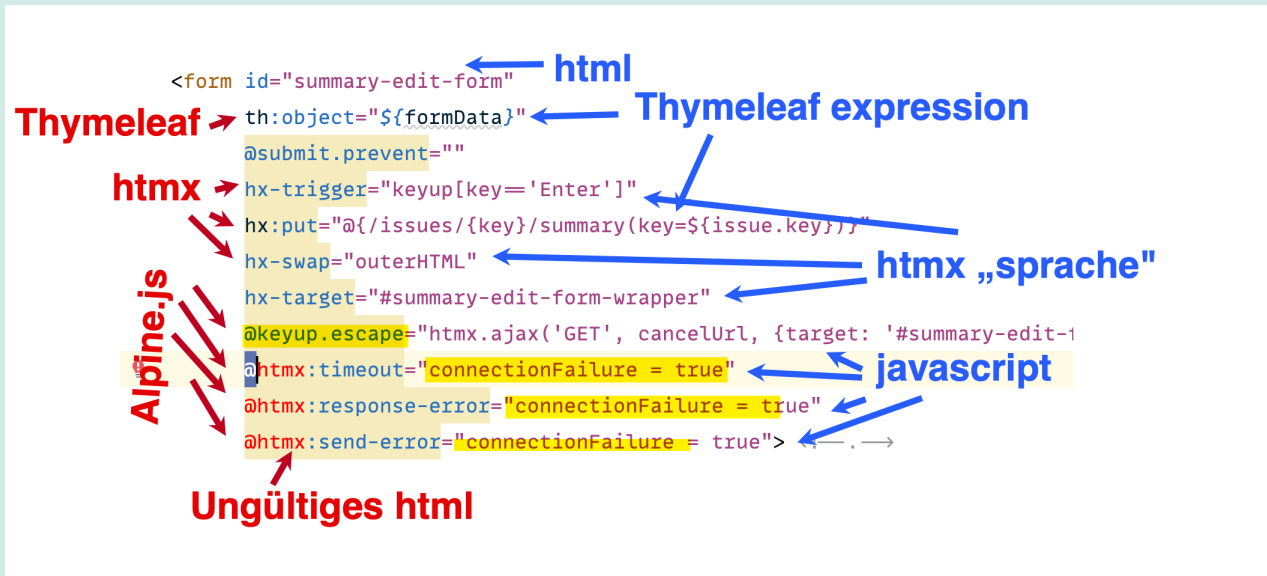 html
<form id="summary-edit-form"
Thymeleaf expression
Thymeleaf
th:object="${formData}"
@submit.prevent=""
htmx
hx-trigger="keyup[key=='Enter']"
hx:put="@{/issues/{key}/summary(key=${issue.key})}"
hx-swap="outerHTML"
htmx „sprache"
hx-target="#summary-edit-form-wrapper"
Alpine.js
@keyup.escape="htmx.ajax('GET', cancelUrl, {target: '#summary-edit-f
@htmx:timeout="connectionFailure = true"
javascript
@htmx:response-error="connectionFailure = true"
@htmx:send-error="connectionFailure = true">
Ungültiges html